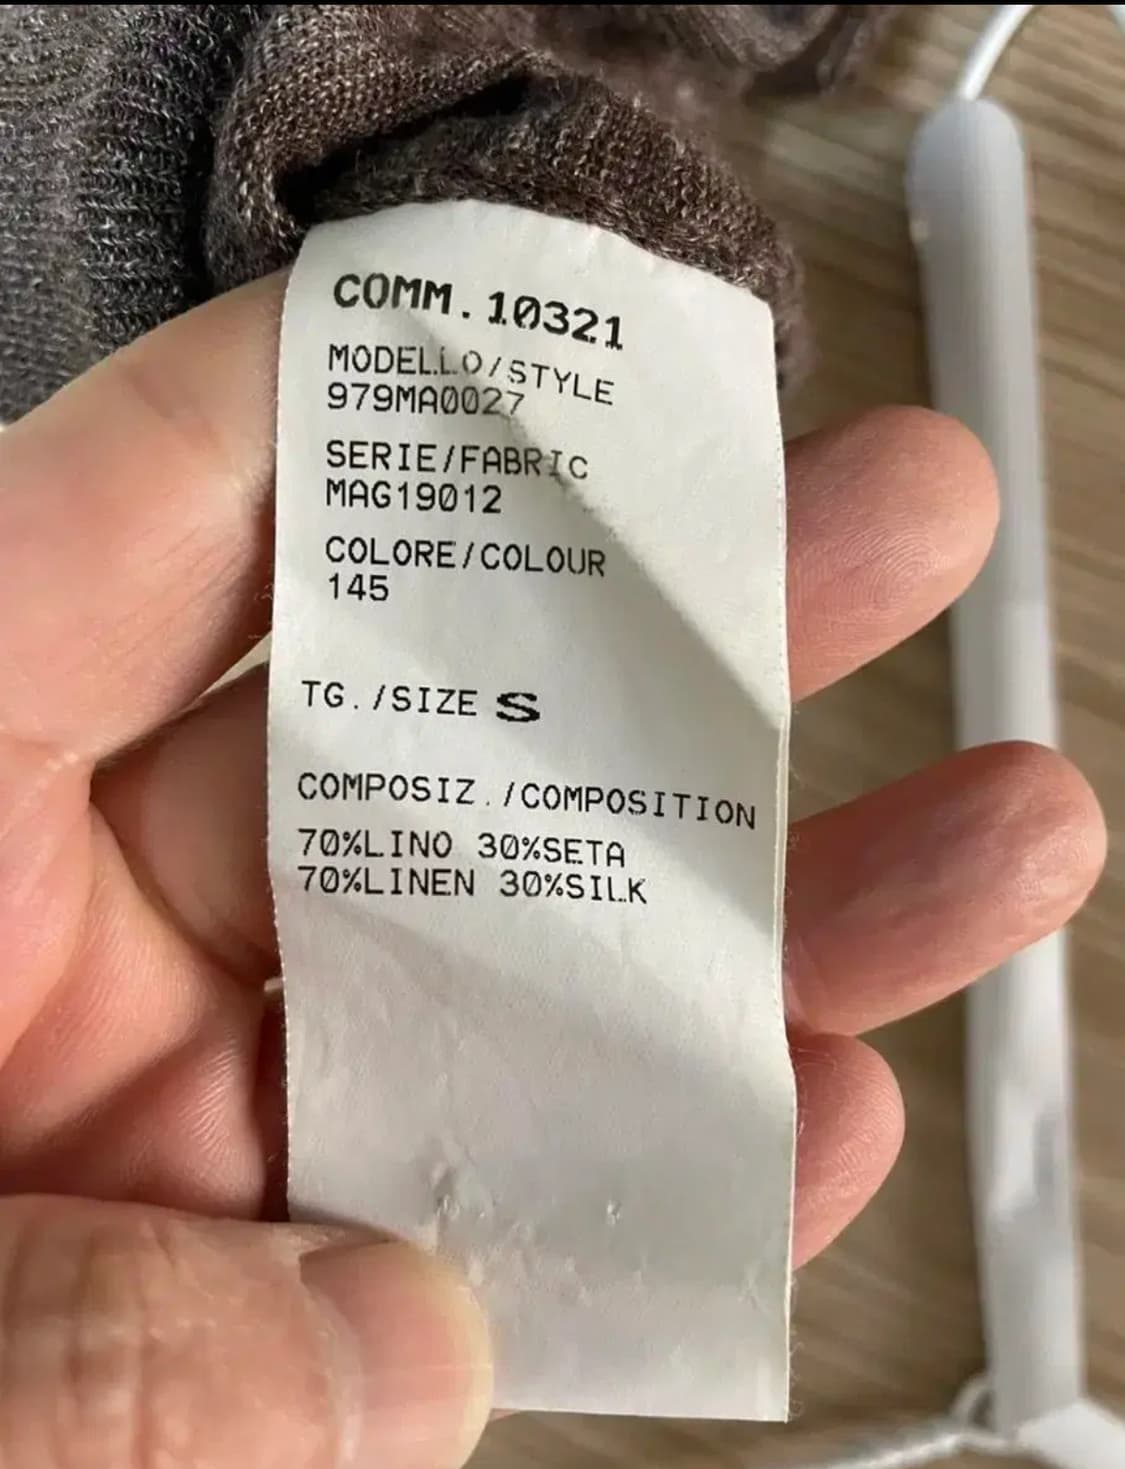 COMM.10321
MODELLO/STYLE
979MA0027
SERIE/FABRIC
MAG19012
COLORE/COLOUR
145
TG./SIZE S
COMPOSIZ./COMPOSITION
70%LINO 30%SETA
70%LINEN 30%SILK